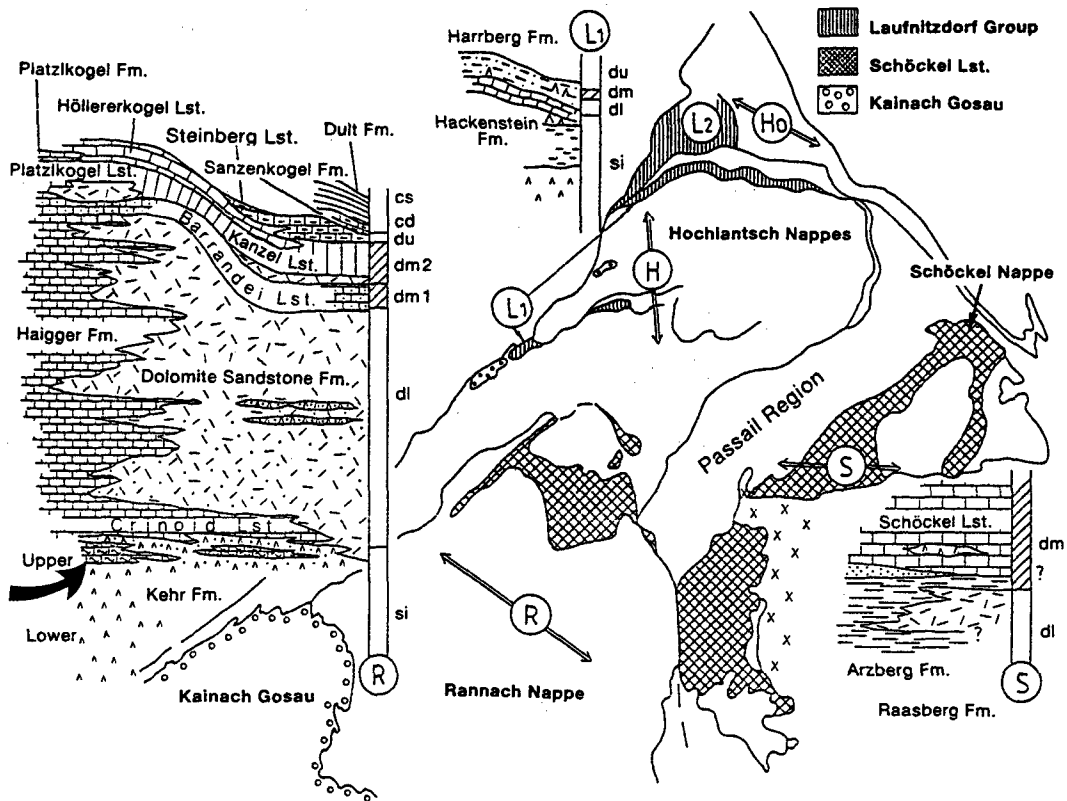 Platzlkogel Fm.
Höllererkogel Lst.
Steinberg Lst.
Dult Fm.
Sanzenkogel Fm.
Platzlkogel Lst.
Kanzel Lst.
Barrandei Lst.
Haigger Fm.
Dolomite Sandstone Fm.
Crinoid Lst.
Upper
Kehr Fm.
Lower
cs
cd
du
dm2
dm1
dl
si
R
Kainach Gosau
Harrberg Fm.
Hackenstein Fm.
L1
du
dm
dl
si
Laufnitzdorf Group
Schöckel Lst.
Kainach Gosau
L2
Ho
Hochlantsch Nappes
H
L1
Schöckel Nappe
Passail Region
S
R
Rannach Nappe
Schöckel Lst.
dm
?
?
dl
Arzberg Fm.
Raasberg Fm.
S